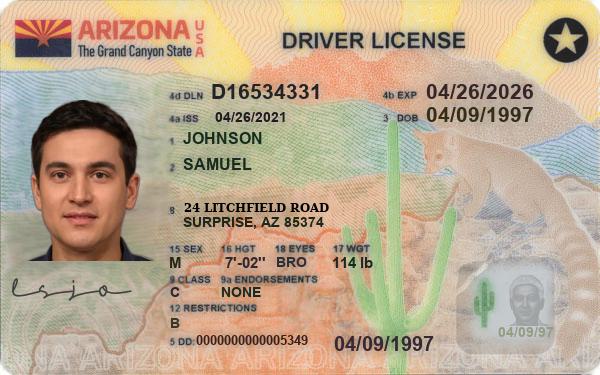 ARIZONA USA
The Grand Canyon State
DRIVER LICENSE
4d DLN D16534331
4b EXP 04/26/2026
4a ISS 04/26/2021
3 DOB 04/09/1997
1 JOHNSON
2 SAMUEL
8 24 LITCHFIELD ROAD
SURPRISE, AZ 85374
15 SEX 16 HGT 18 EYES 17 WGT
M 7'-02" BRO 114 lb
9 CLASS 9a ENDORSEMENTS
C NONE
12 RESTRICTIONS
B
5 DD: 0000000000005349
04/09/1997
04/09/97
ARIZONA ARIZONA ARIZONA ARIZONA